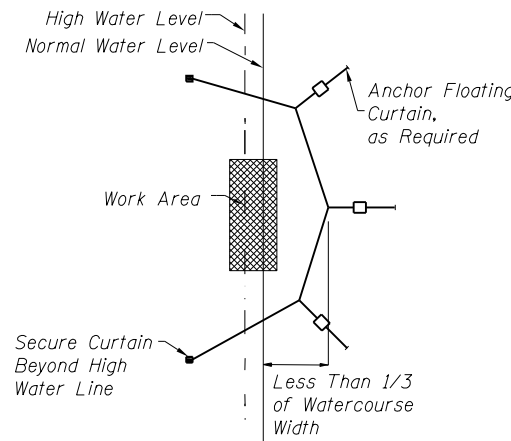 High Water Level
Normal Water Level
Anchor Floating
Curtain,
as Required
Work Area
Secure Curtain
Beyond High
Water Line
Less Than 1/3
of Watercourse
Width